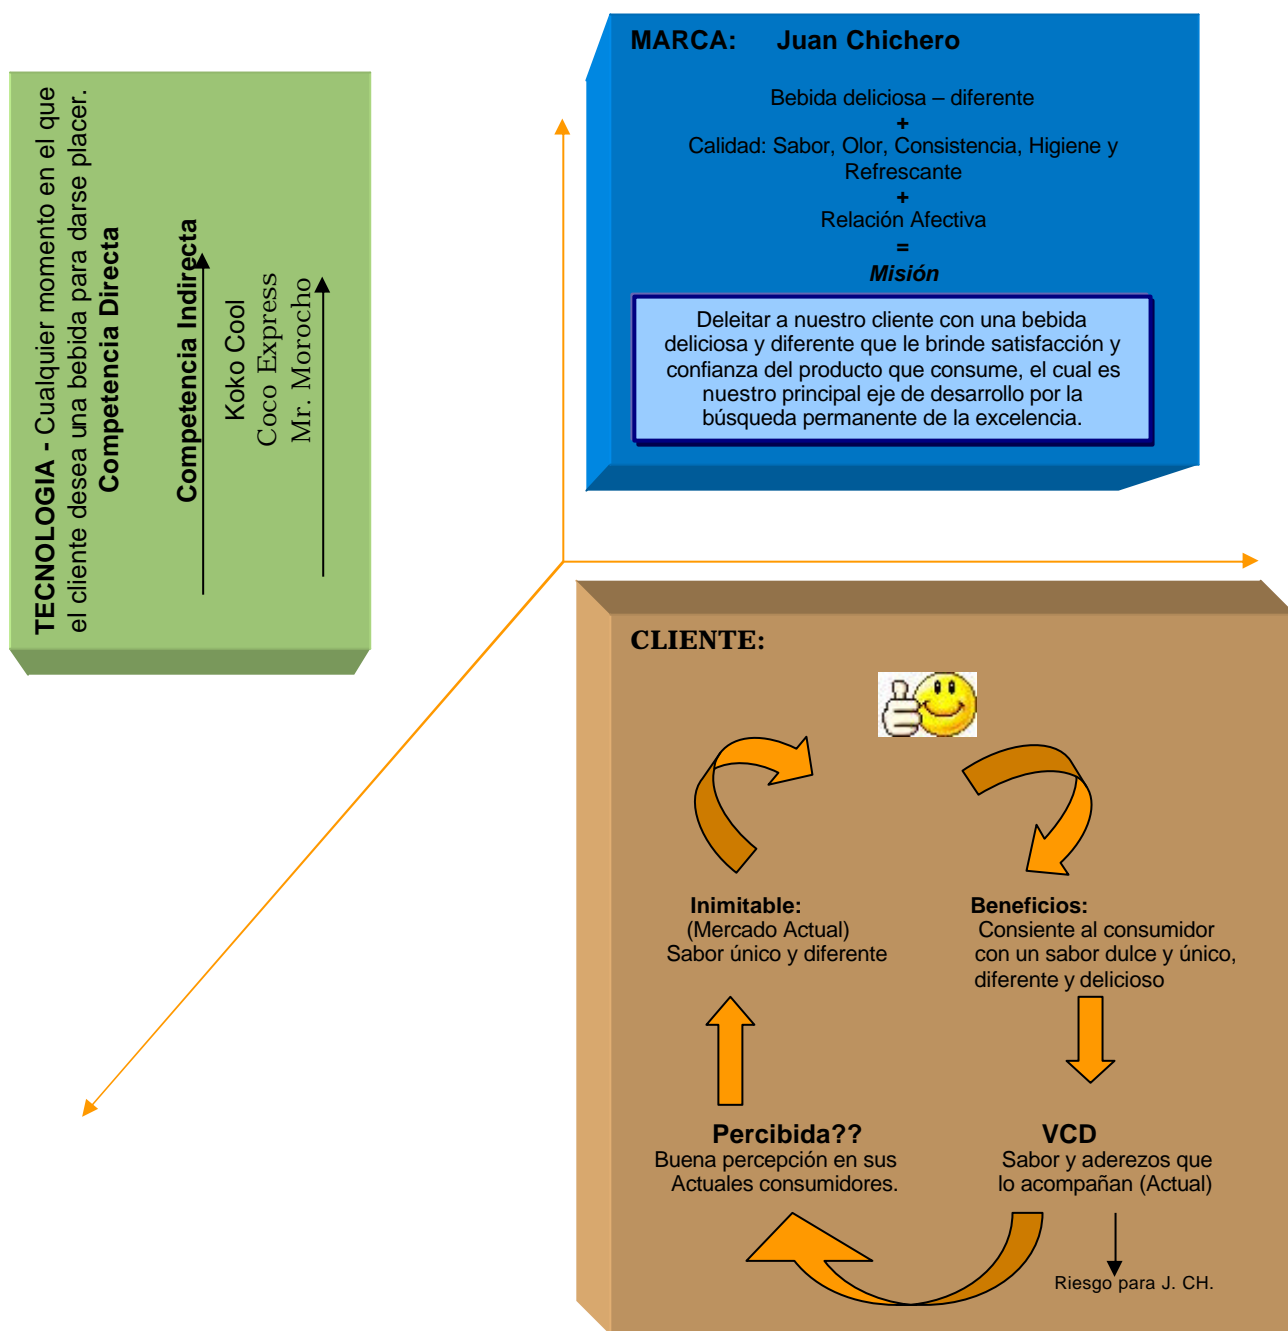 TECNOLOGIA - Cualquier momento en el que
el cliente desea una bebida para darse placer.
Competencia Directa
Competencia Indirecta
Koko Cool
Coco Express
Mr. Morocho
MARCA: Juan Chichero
Bebida deliciosa – diferente
+
Calidad: Sabor, Olor, Consistencia, Higiene y
Refrescante
+
Relación Afectiva
=
Misión
Deleitar a nuestro cliente con una bebida
deliciosa y diferente que le brinde satisfacción y
confianza del producto que consume, el cual es
nuestro principal eje de desarrollo por la
búsqueda permanente de la excelencia.
CLIENTE:
Inimitable:
(Mercado Actual)
Sabor único y diferente
Beneficios:
Consiente al consumidor
con un sabor dulce y único,
diferente y delicioso
Percibida??
Buena percepción en sus
Actuales consumidores.
VCD
Sabor y aderezos que
lo acompañan (Actual)
Riesgo para J. CH.